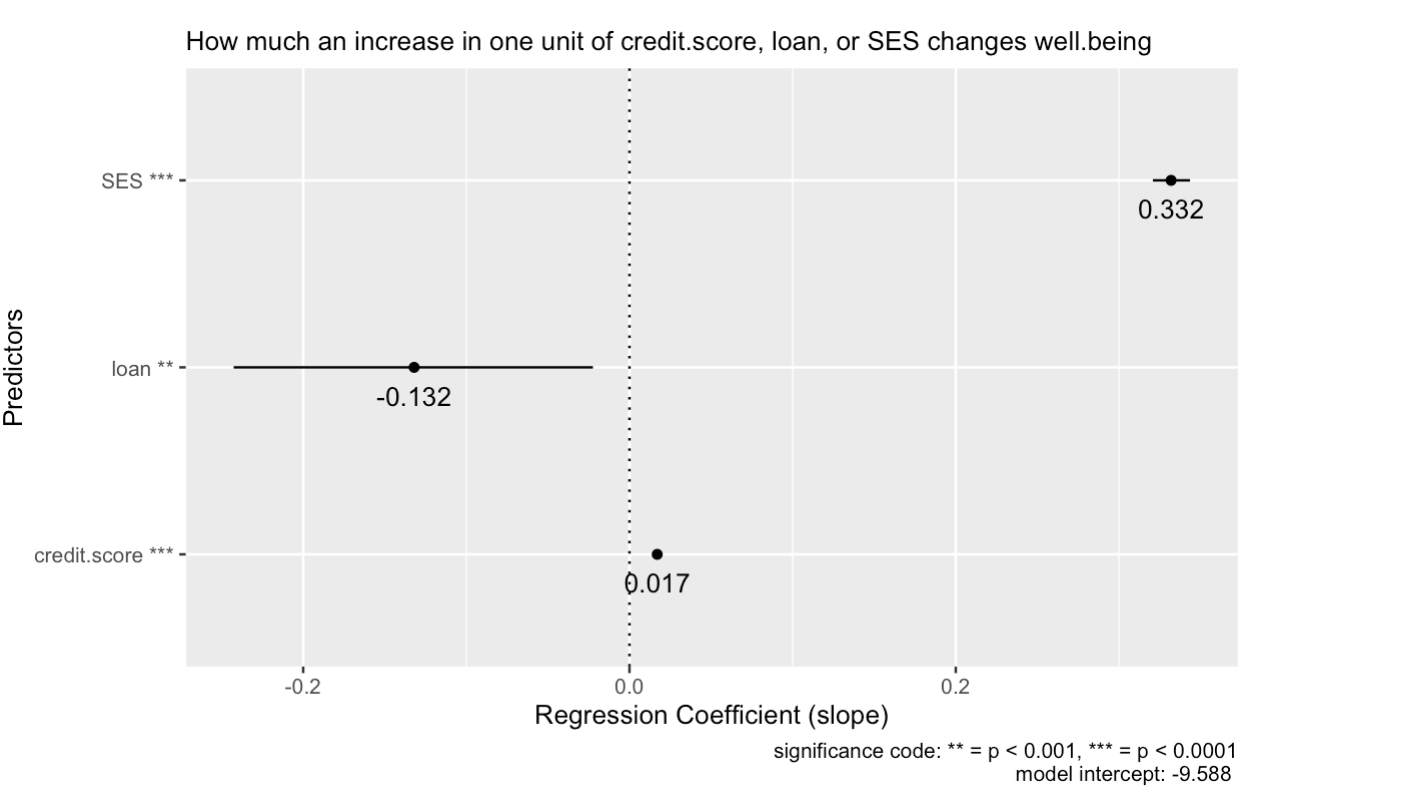 How much an increase in one unit of credit.score, loan, or SES changes well.being
SES ***
0.332
Predictors
loan **
-0.132
credit.score ***
0.017
-0.2
0.0
0.2
Regression Coefficient (slope)
significance code: ** = p < 0.001, *** = p < 0.0001
model intercept: -9.588